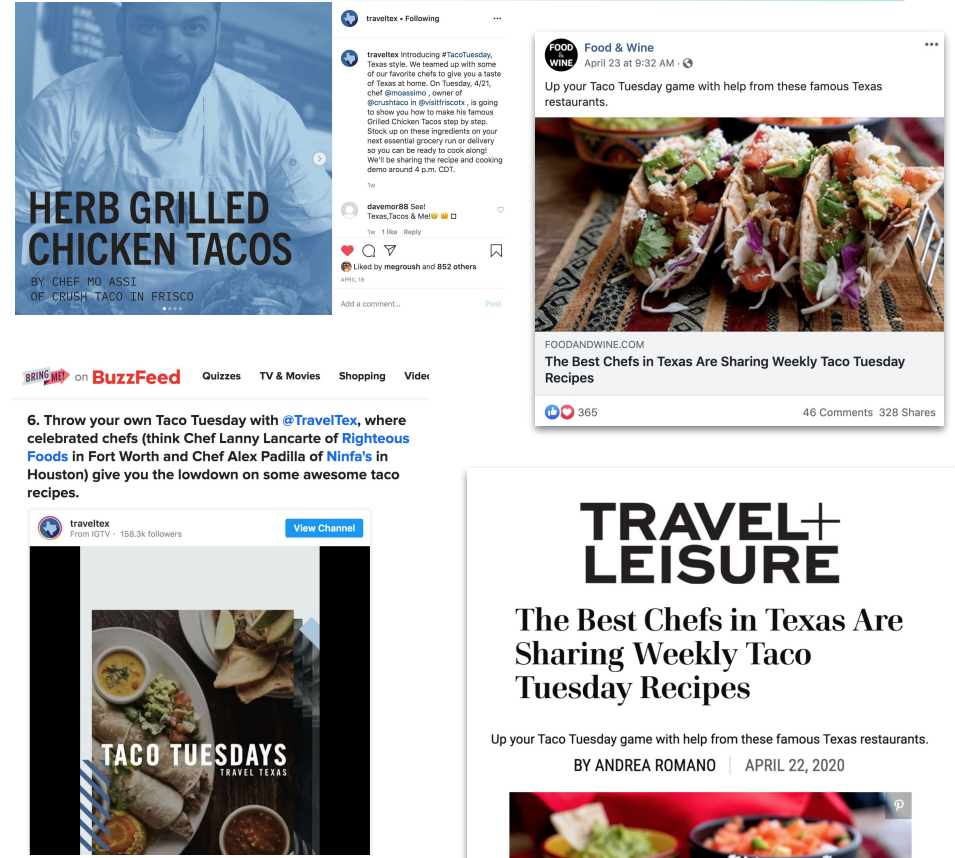 HERB GRILLED
CHICKEN TACOS
BY CHEF MO ASSI
OF CRUSH TACO IN FRISCO
traveltex • Following
traveltex Introducing #TacoTuesday,
Texas style. We teamed up with some
of our favorite chefs to give you a taste
of Texas at home. On Tuesday, 4/21,
chef @moassimo , owner of
@crushtaco in @visitfriscotx , is going
to show you how to make his famous
Grilled Chicken Tacos step by step.
Stock up on these ingredients on your
next essential grocery run or delivery
so you can be ready to cook along!
We'll be sharing the recipe and cooking
demo around 4 p.m. CDT.
1w
davemor88 See!
Texas,Tacos & Me!
1w 1 like Reply
Liked by megroush and 852 others
APRIL 18
Add a comment... Post
FOOD & WINE
Food & Wine
April 23 at 9:32 AM ·
Up your Taco Tuesday game with help from these famous Texas
restaurants.
FOODANDWINE.COM
The Best Chefs in Texas Are Sharing Weekly Taco Tuesday
Recipes
365 46 Comments 328 Shares
BRING ME! on BuzzFeed Quizzes TV & Movies Shopping
6. Throw your own Taco Tuesday with @TravelTex, where
celebrated chefs (think Chef Lanny Lancarte of Righteous
Foods in Fort Worth and Chef Alex Padilla of Ninfa's in
Houston) give you the lowdown on some awesome taco
recipes.
traveltex
From IGTV · 158.3k followers
View Channel
TACO TUESDAYS
TRAVEL TEXAS
TRAVEL+
LEISURE
The Best Chefs in Texas Are
Sharing Weekly Taco
Tuesday Recipes
Up your Taco Tuesday game with help from these famous Texas restaurants.
BY ANDREA ROMANO | APRIL 22, 2020